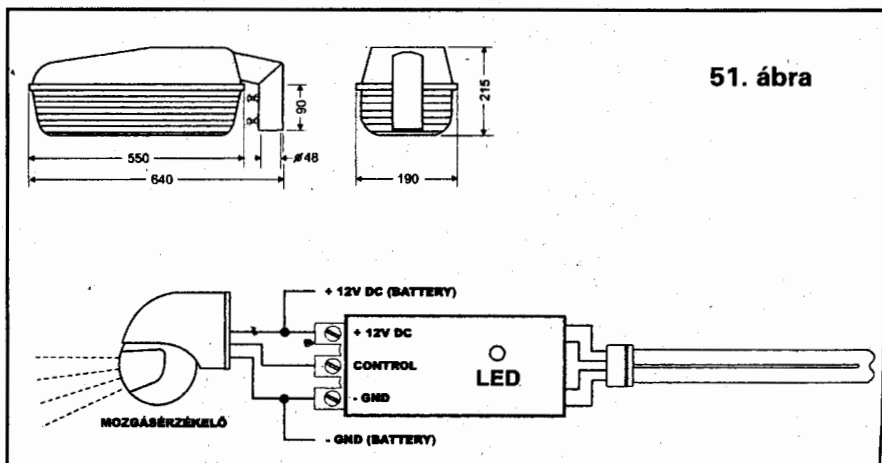 51. ábra
90
215
550
ø48
640
190
+ 12V DC (BATTERY)
+ 12V DC
CONTROL
LED
- GND
MOZGÁSÉRZÉKELŐ
- GND (BATTERY)